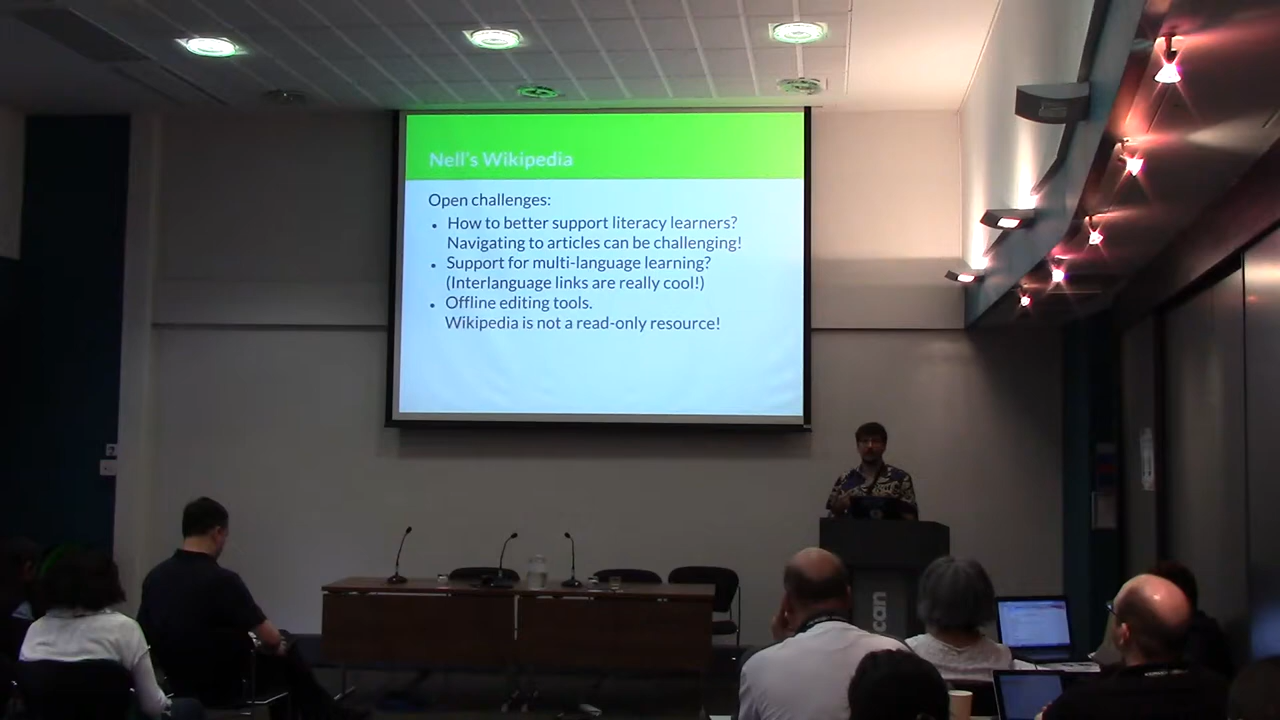 Nell's Wikipedia
Open challenges:
• How to better support literacy learners?
Navigating to articles can be challenging!
• Support for multi-language learning?
(Interlanguage links are really cool!)
• Offline editing tools.
Wikipedia is not a read-only resource!
can